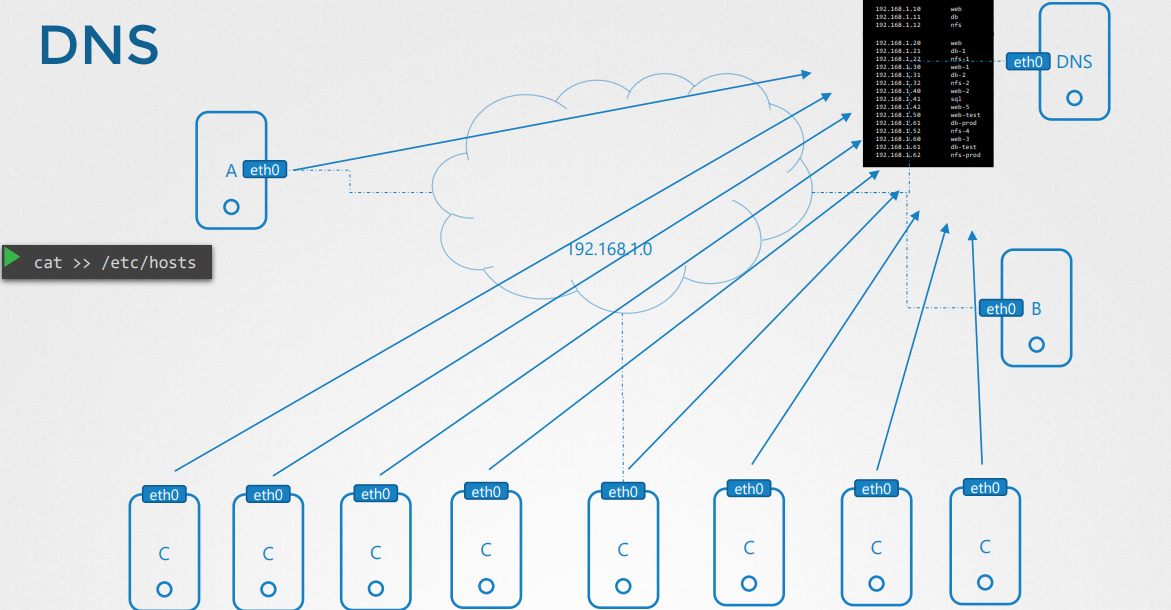 DNS
192.168.1.10 web
192.168.1.11 db
192.168.1.12 nfs
192.168.1.20 web
192.168.1.21 db-1
192.168.1.22 nfs-1
192.168.1.30 web-1
192.168.1.31 db-2
192.168.1.32 nfs-2
192.168.1.40 web-2
192.168.1.41 sql
192.168.1.42 web-5
192.168.1.50 web-test
192.168.1.61 db-prod
192.168.1.52 nfs-4
192.168.1.60 web-3
192.168.1.61 db-test
192.168.1.62 nfs-prod
eth0 DNS
A eth0
192.168.1.0
cat >> /etc/hosts
eth0 B
eth0 eth0 eth0 eth0 eth0 eth0 eth0 eth0
C C C C C C C C